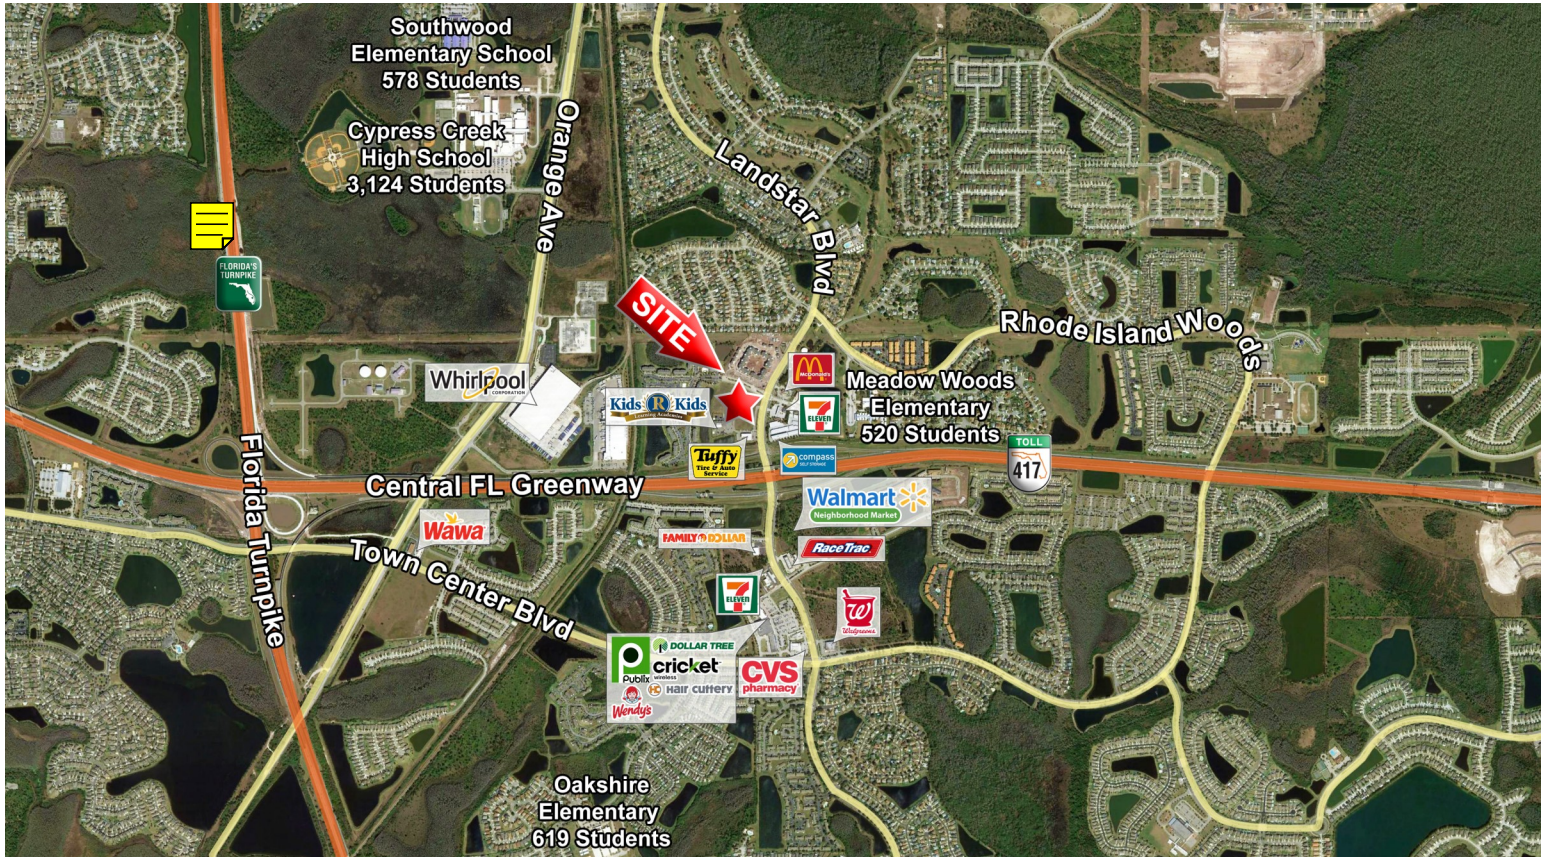 Southwood
Elementary School
578 Students
Cypress Creek
High School
3,124 Students
Orange Ave
Landstar Blvd
FLORIDA'S
TURNPIKE
SITE
Rhode Island Woods
Whirlpool
CORPORATION
Kids R Kids
Learning Academies
McDonald's
7
ELEVEN
Meadow Woods
Elementary
520 Students
Tuffy
Tire & Auto
Service
compass
SELF STORAGE
TOLL
417
Florida Turnpike
Central FL Greenway
Walmart
Neighborhood Market
Wawa
FAMILY DOLLAR
RaceTrac
Town Center Blvd
7
ELEVEN
W
Walgreens
P
Publix
DOLLAR TREE
cricket
wireless
HC Hair Cuttery
Wendy's
CVS
pharmacy
Oakshire
Elementary
619 Students